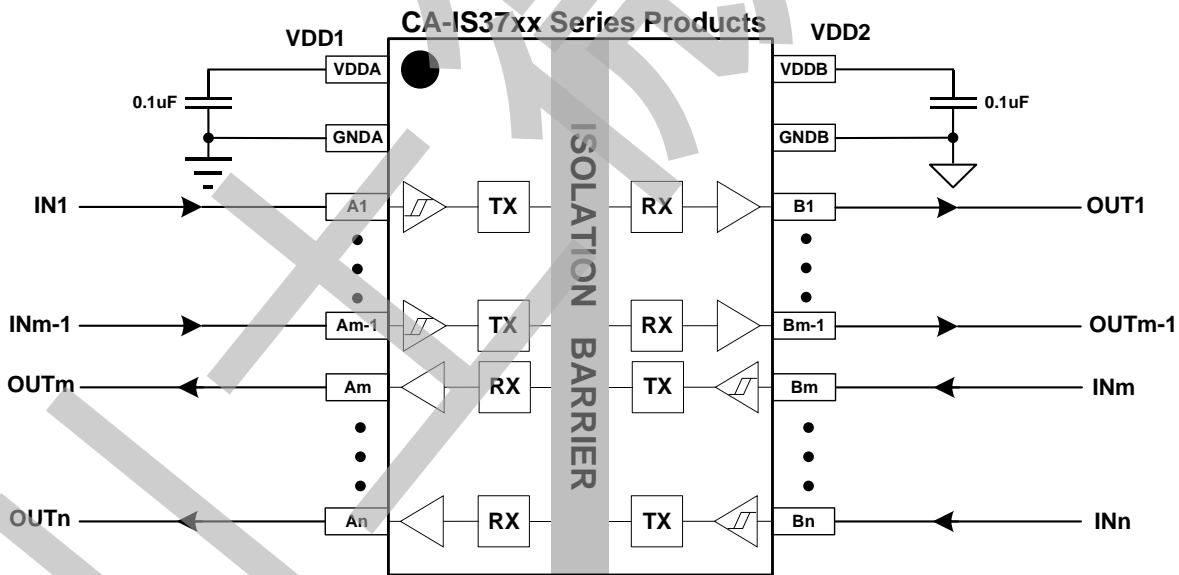 CA-IS37xx Series Products
VDD1
VDD2
VDDA
VDDB
0.1uF
0.1uF
GNDA
GNDB
ISOLATION BARRIER
IN1
A1
TX
RX
B1
OUT1
INm-1
Am-1
TX
RX
Bm-1
OUTm-1
OUTm
Am
RX
TX
Bm
INm
OUTn
An
RX
TX
Bn
INn